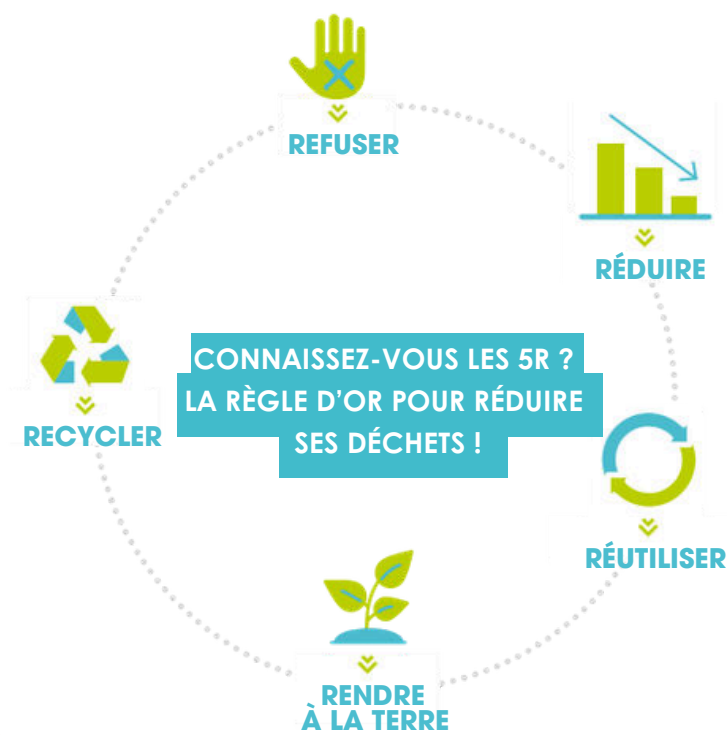 REFUSER
RÉDUIRE
CONNAISSEZ-VOUS LES 5R ?
LA RÈGLE D'OR POUR RÉDUIRE
SES DÉCHETS !
RECYCLER
RÉUTILISER
RENDRE
À LA TERRE